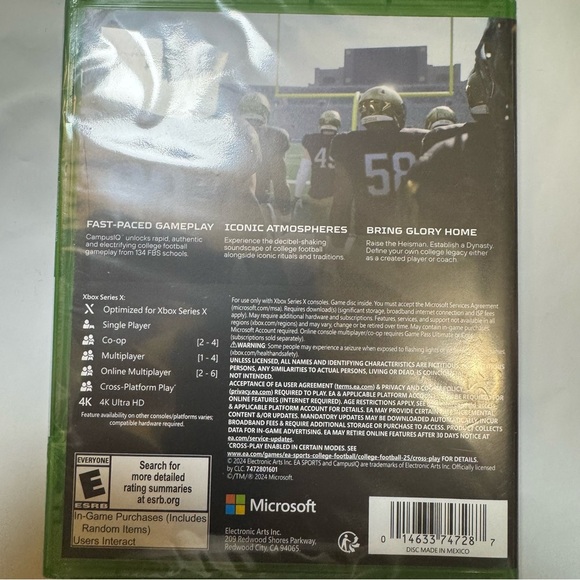 45
58
FAST-PACED GAMEPLAY
CampusIQ™ unlocks rapid, authentic
and electrifying college football
gameplay from 134 FBS schools.
ICONIC ATMOSPHERES
Experience the decibel-shaking
soundscape of college football
alongside iconic rituals and traditions.
BRING GLORY HOME
Raise the Heisman. Establish a Dynasty.
Define your own college legacy either
as a created player or coach.
Xbox Series X:
X Optimized for Xbox Series X
Single Player
Co-op [2 - 4]
Multiplayer [1 - 4]
Online Multiplayer [2 - 6]
Cross-Platform Play*
4K 4K Ultra HD
Feature availability on other consoles/platforms varies;
compatible hardware required.
For use only with Xbox Series X consoles. Game disc inside. You must accept the Microsoft Services Agreement
(microsoft.com/msa). Requires download(s) (significant storage, broadband internet connection and ISP fees
apply). May require additional hardware and subscriptions. Features, services, and support not available in all
regions (xbox.com/regions) and may vary, change or be retired over time. May contain in-game purchases.
Microsoft Account required. Online console multiplayer/co-op requires Game Pass Ultimate or
(subscriptions sold separately).
⚠WARNING Some people may experience a seizure when exposed to flashing lights or
(xbox.com/healthandsafety).
UNLESS LICENSED, ALL NAMES AND IDENTIFYING CHARACTERISTICS ARE FICTITIOUS.
PERSONS, ANY SIMILARITIES TO ACTUAL PERSONS, LIVING OR DEAD, IS COINCIDENTAL
NOT INTENDED.
ACCEPTANCE OF EA USER AGREEMENT (terms.ea.com) & PRIVACY AND COOKIE POLICY
(privacy.ea.com) REQUIRED TO PLAY. EA & APPLICABLE PLATFORM ACCOUNT MAY BE REQUIRED FOR
ONLINE FEATURES (INTERNET REQUIRED). AGE RESTRICTIONS APPLY. SEE
& APPLICABLE PLATFORM ACCOUNT FOR DETAILS. EA MAY PROVIDE CERTAIN INCREMENTAL
CONTENT &/OR UPDATES. MANDATORY UPDATES MAY BE DOWNLOADED AUTOMATICALLY, INCUR
BROADBAND FEES & REQUIRE ADDITIONAL STORAGE OR PURCHASE TO ACCESS. PRODUCT COLLECTS
DATA FOR IN-GAME ADVERTISING. EA MAY RETIRE ONLINE FEATURES AFTER 30 DAYS NOTICE AT
ea.com/service-updates.
*CROSS-PLAY ENABLED IN CERTAIN MODES. SEE
www.ea.com/games/ea-sports-college-football/college-football-25/cross-play FOR DETAILS.
© 2024 Electronic Arts Inc. EA SPORTS and CampusIQ are trademarks of Electronic Arts Inc. Officially licensed
by CLC. 7472801601
©/TM/® 2024 Microsoft.
EVERYONE
E
ESRB
Search for
more detailed
rating summaries
at esrb.org
In-Game Purchases (Includes
Random Items)
Users Interact
Microsoft
Electronic Arts Inc.
209 Redwood Shores Parkway,
Redwood City, CA 94065
0 14633 74728 7
DISC MADE IN MEXICO